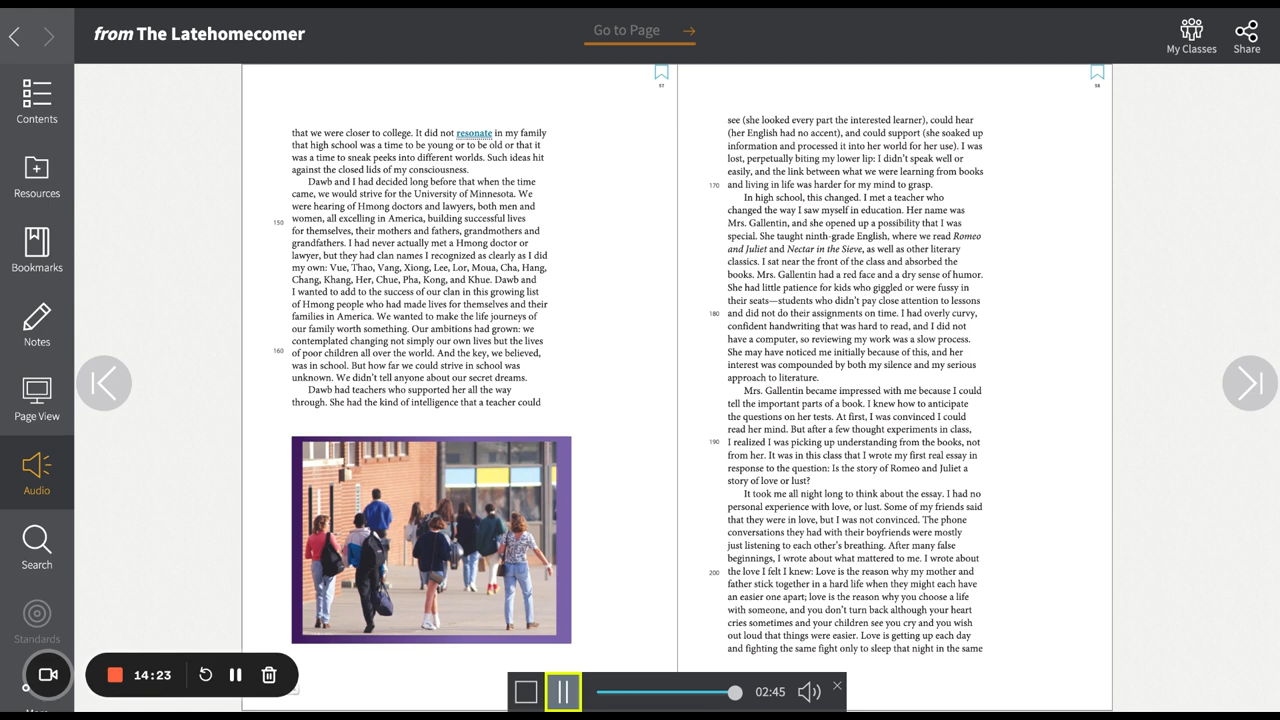 from The Latehomecomer
Go to Page
My Classes
Share
Contents
Resources
Bookmarks
Notes
Page View
Audio
Search
Standards
14:23
57
that we were closer to college. It did not resonate in my family
that high school was a time to be young or to be old or that it
was a time to sneak peeks into different worlds. Such ideas hit
against the closed lids of my consciousness.
Dawb and I had decided long before that when the time
came, we would strive for the University of Minnesota. We
were hearing of Hmong doctors and lawyers, both men and
150 women, all excelling in America, building successful lives
for themselves, their mothers and fathers, grandmothers and
grandfathers. I had never actually met a Hmong doctor or
lawyer, but they had clan names I recognized as clearly as I did
my own: Vue, Thao, Vang, Xiong, Lee, Lor, Moua, Cha, Hang,
Chang, Khang, Her, Chue, Pha, Kong, and Khue. Dawb and
I wanted to add to the success of our clan in this growing list
of Hmong people who had made lives for themselves and their
families in America. We wanted to make the life journeys of
our family worth something. Our ambitions had grown: we
contemplated changing not simply our own lives but the lives
160 of poor children all over the world. And the key, we believed,
was in school. But how far we could strive in school was
unknown. We didn't tell anyone about our secret dreams.
Dawb had teachers who supported her all the way
through. She had the kind of intelligence that a teacher could
58
see (she looked every part the interested learner), could hear
(her English had no accent), and could support (she soaked up
information and processed it into her world for her use). I was
lost, perpetually biting my lower lip: I didn't speak well or
easily, and the link between what we were learning from books
170 and living in life was harder for my mind to grasp.
In high school, this changed. I met a teacher who
changed the way I saw myself in education. Her name was
Mrs. Gallentin, and she opened up a possibility that I was
special. She taught ninth-grade English, where we read Romeo
and Juliet and Nectar in the Sieve, as well as other literary
classics. I sat near the front of the class and absorbed the
books. Mrs. Gallentin had a red face and a dry sense of humor.
She had little patience for kids who giggled or were fussy in
their seats—students who didn't pay close attention to lessons
180 and did not do their assignments on time. I had overly curvy,
confident handwriting that was hard to read, and I did not
have a computer, so reviewing my work was a slow process.
She may have noticed me initially because of this, and her
interest was compounded by both my silence and my serious
approach to literature.
Mrs. Gallentin became impressed with me because I could
tell the important parts of a book. I knew how to anticipate
the questions on her tests. At first, I was convinced I could
read her mind. But after a few thought experiments in class,
190 I realized I was picking up understanding from the books, not
from her. It was in this class that I wrote my first real essay in
response to the question: Is the story of Romeo and Juliet a
story of love or lust?
It took me all night long to think about the essay. I had no
personal experience with love, or lust. Some of my friends said
that they were in love, but I was not convinced. The phone
conversations they had with their boyfriends were mostly
just listening to each other's breathing. After many false
beginnings, I wrote about what mattered to me. I wrote about
200 the love I felt I knew: Love is the reason why my mother and
father stick together in a hard life when they might each have
an easier one apart; love is the reason why you choose a life
with someone, and you don't turn back although your heart
cries sometimes and your children see you cry and you wish
out loud that things were easier. Love is getting up each day
and fighting the same fight only to sleep that night in the same
02:45